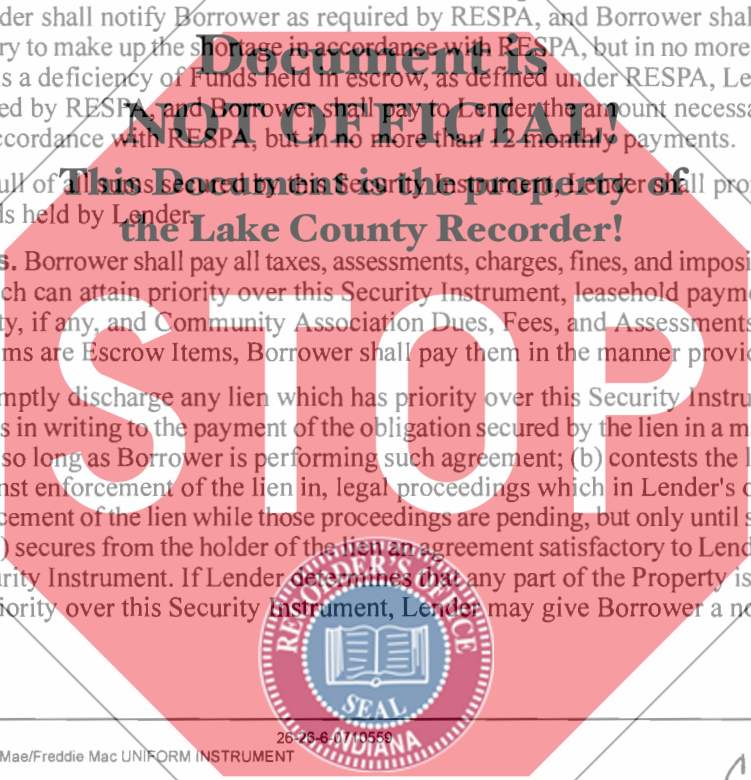 der shall notify Borrower as required by RESPA, and Borrower shal
ry to make up the shortage in accordance with RESPA, but in no more
Document is
s a deficiency of Funds held in escrow, as defined under RESPA, Le
ed by RESPA, and Borrower shall pay to Lender the amount necess
NOT OFFICIAL!
ccordance with RESPA, but in no more than 12 monthly payments.
ull of all sums secured by this Security Instrument, Lender shall pro
This Document is the property of
ds held by Lender.
the Lake County Recorder!
s. Borrower shall pay all taxes, assessments, charges, fines, and imposi
ch can attain priority over this Security Instrument, leasehold paym
ty, if any, and Community Association Dues, Fees, and Assessments
ms are Escrow Items, Borrower shall pay them in the manner provi
STOP
mptly discharge any lien which has priority over this Security Instru
s in writing to the payment of the obligation secured by the lien in a m
so long as Borrower is performing such agreement; (b) contests the l
nst enforcement of the lien in, legal proceedings which in Lender's o
cement of the lien while those proceedings are pending, but only until s
) secures from the holder of the lien an agreement satisfactory to Lend
rity Instrument. If Lender determines that any part of the Property is
iority over this Security Instrument, Lender may give Borrower a no
RECORDER'S OFFICE
SEAL
INDIANA
26-26-6-0710559
Mae/Freddie Mac UNIFORM INSTRUMENT